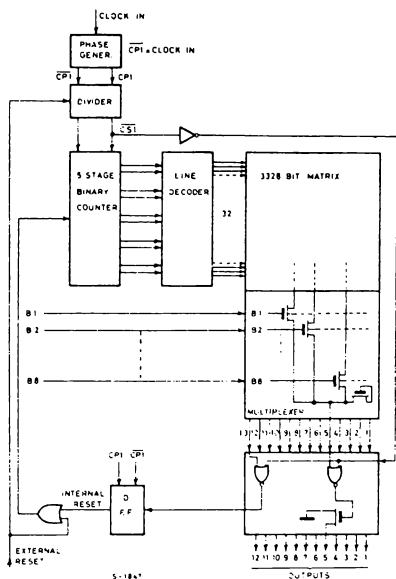 CLOCK IN
PHASE
GENER.
CP1 = CLOCK IN
CP1 CP1
DIVIDER
CS1
5 STAGE
BINARY
COUNTER
LINE
DECODER
32
3328 BIT MATRIX
B1
B1
B2
B2
B8
B8
MULTIPLEXER
13 12 11 10 9 8 7 6 5 4 3 2 1
CP1 CP1
INTERNAL
RESET
D
F.F
EXTERNAL
RESET
12 11 10 9 8 7 6 5 4 3 2 1
OUTPUTS